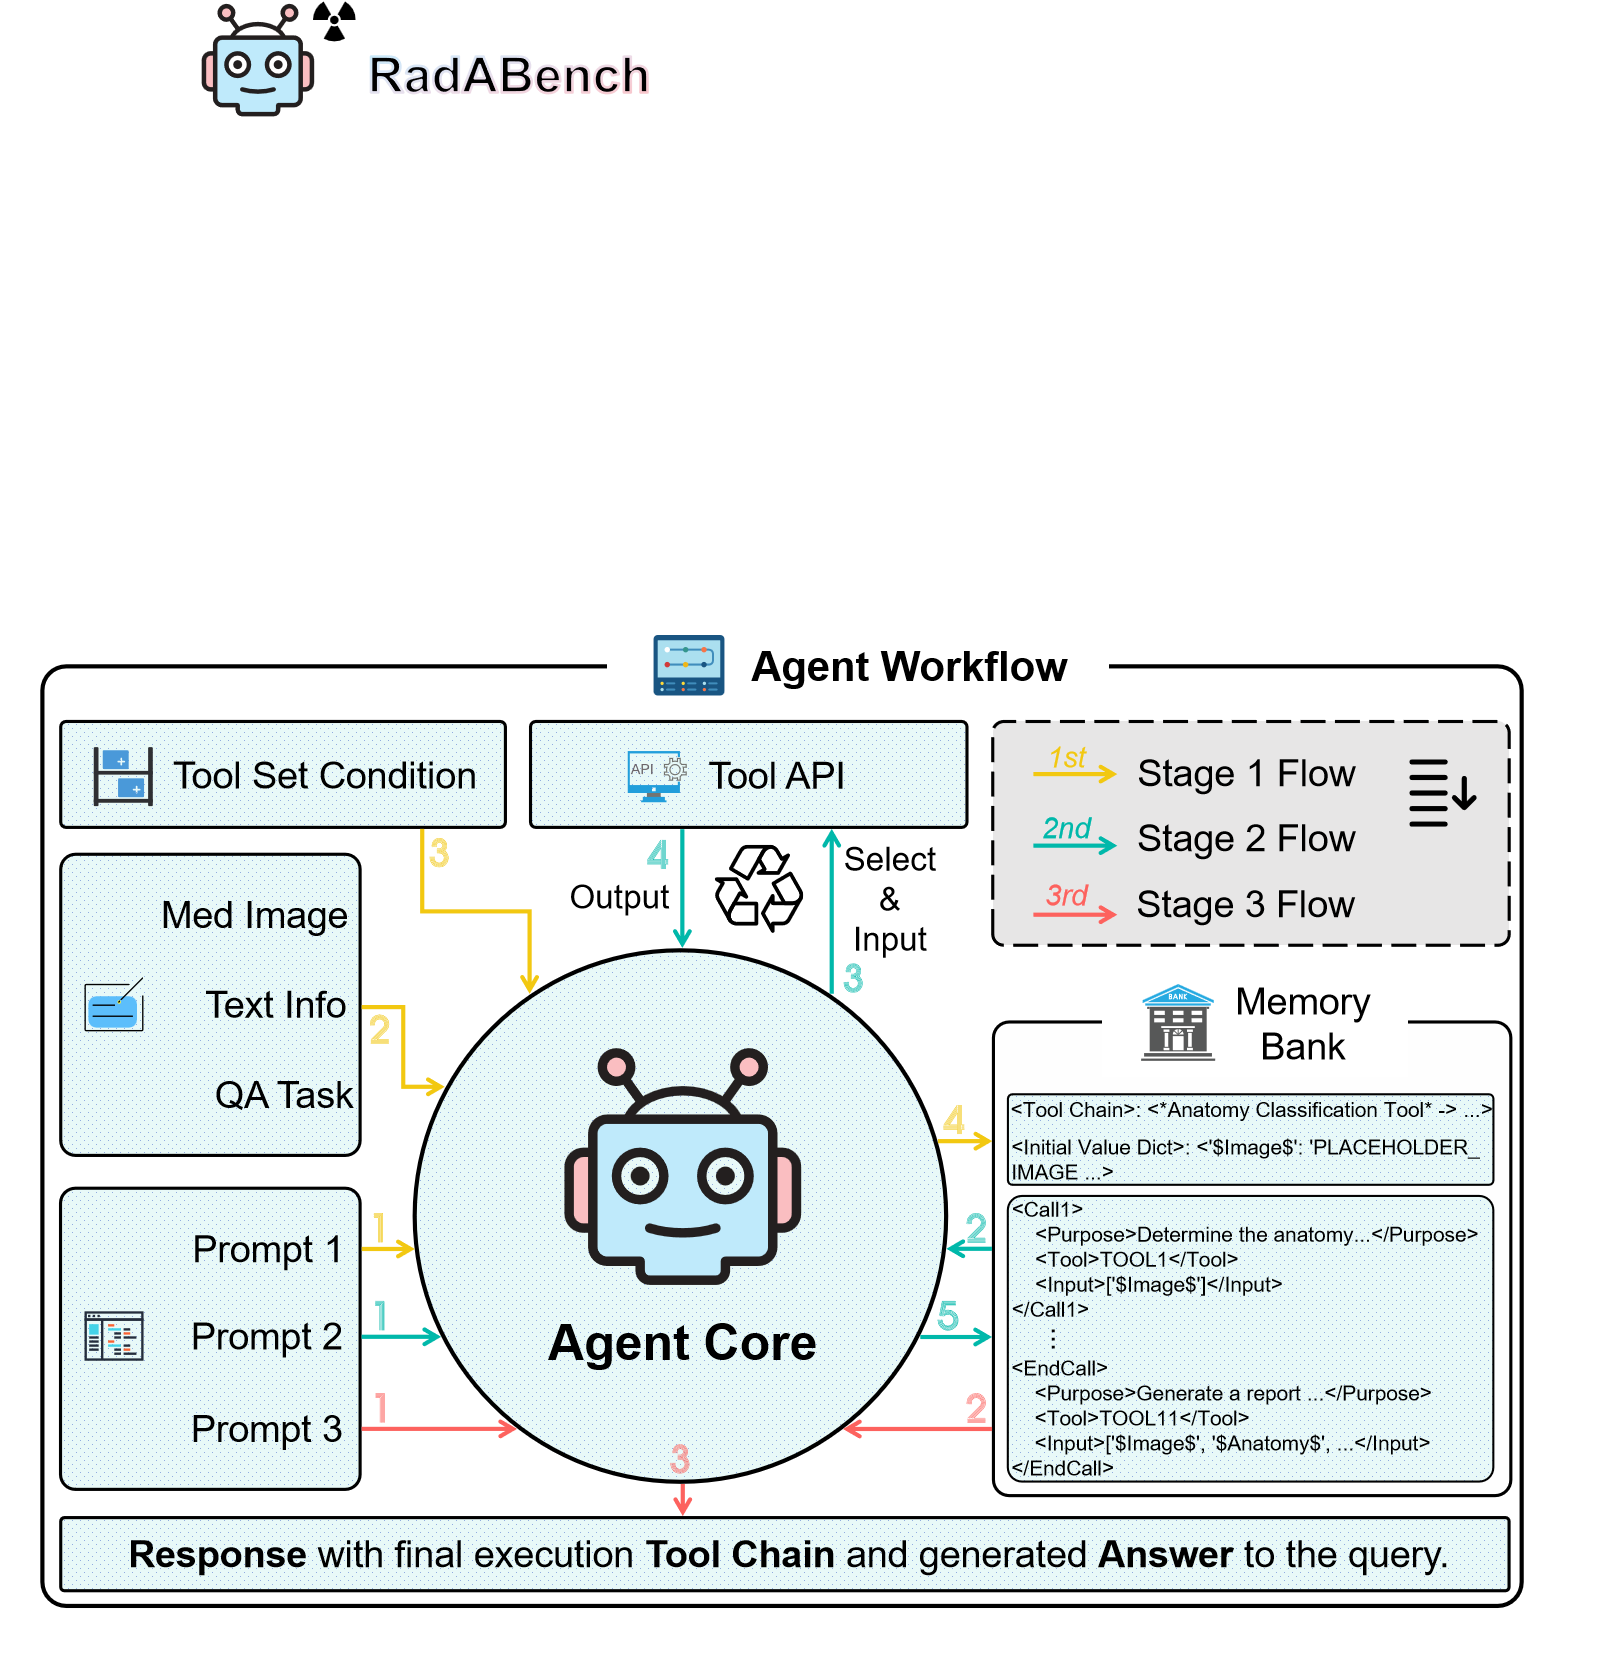 RadABench
Agent Workflow
Tool Set Condition
API
Tool API
1st
Stage 1 Flow
2nd
Stage 2 Flow
3rd
Stage 3 Flow
3
4
Output
Select
&
Input
3
Med Image
Text Info
2
QA Task
BANK
Memory
Bank
<Tool Chain>: <*Anatomy Classification Tool* -> ...>
<Initial Value Dict>: <'$Image$': 'PLACEHOLDER_
IMAGE ...>
4
<Call1>
<Purpose>Determine the anatomy...</Purpose>
<Tool>TOOL1</Tool>
<Input>['$Image$']</Input>
</Call1>
⋮
<EndCall>
<Purpose>Generate a report ...</Purpose>
<Tool>TOOL11</Tool>
<Input>['$Image$', '$Anatomy$', ...</Input>
</EndCall>
2
5
2
Prompt 1
1
Prompt 2
1
Prompt 3
1
Agent Core
3
Response with final execution Tool Chain and generated Answer to the query.